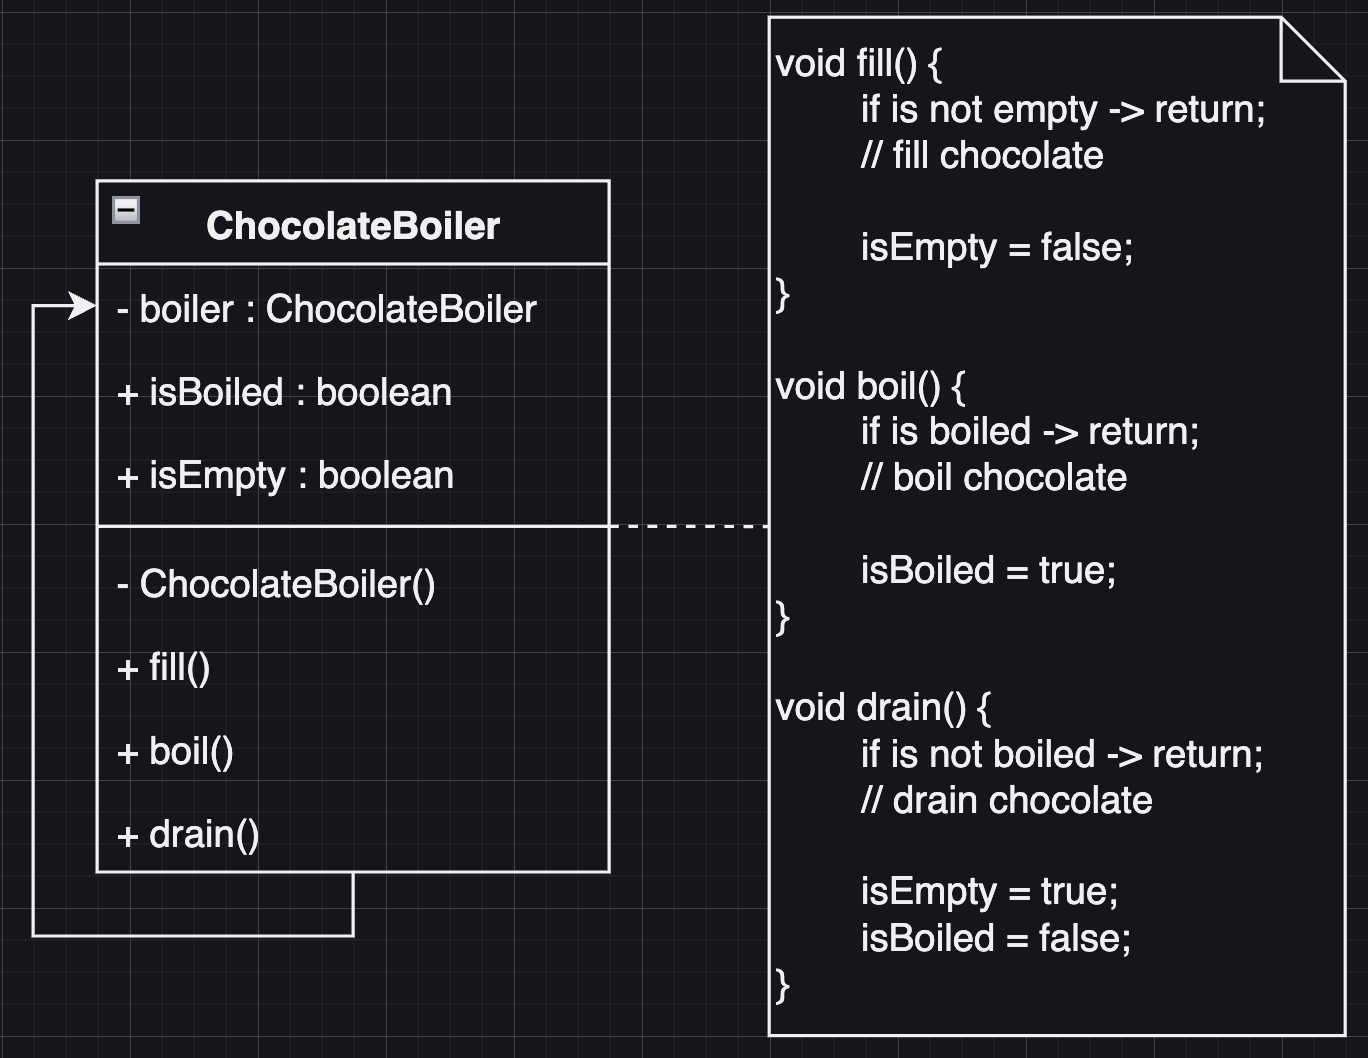 ChocolateBoiler
- boiler : ChocolateBoiler
+ isBoiled : boolean
+ isEmpty : boolean
- ChocolateBoiler()
+ fill()
+ boil()
+ drain()
void fill() {
if is not empty -> return;
// fill chocolate
isEmpty = false;
}
void boil() {
if is boiled -> return;
// boil chocolate
isBoiled = true;
}
void drain() {
if is not boiled -> return;
// drain chocolate
isEmpty = true;
isBoiled = false;
}